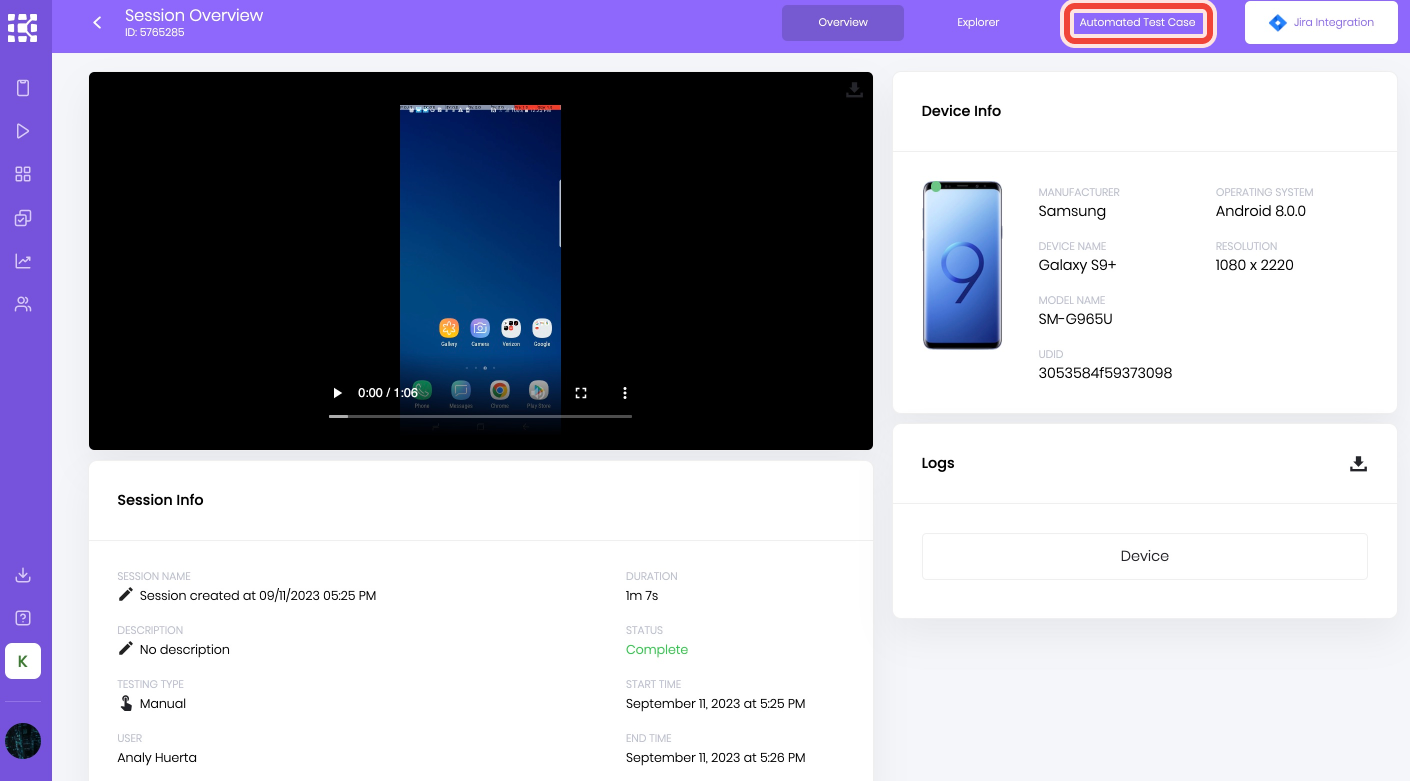 Session Overview
ID: 5765285
Overview
Explorer
Automated Test Case
Jira Integration
Gallery
Camera
Verizon
Google
Phone
Messages
Chrome
Play Store
0:00 / 1:06
Device Info
MANUFACTURER
Samsung
OPERATING SYSTEM
Android 8.0.0
DEVICE NAME
Galaxy S9+
RESOLUTION
1080 x 2220
MODEL NAME
SM-G965U
UDID
3053584f59373098
9
Logs
Device
Session Info
SESSION NAME
Session created at 09/11/2023 05:25 PM
DURATION
1m 7s
DESCRIPTION
No description
STATUS
Complete
TESTING TYPE
Manual
START TIME
September 11, 2023 at 5:25 PM
USER
Analy Huerta
END TIME
September 11, 2023 at 5:26 PM
K